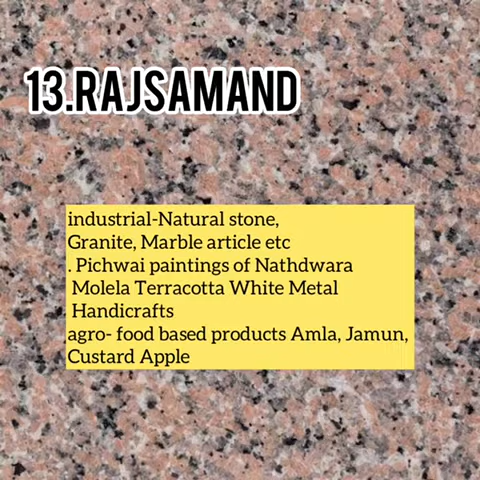 13.RAJSAMAND
industrial-Natural stone,
Granite, Marble article etc
. Pichwai paintings of Nathdwara
Molela Terracotta White Metal
Handicrafts
agro- food based products Amla, Jamun,
Custard Apple